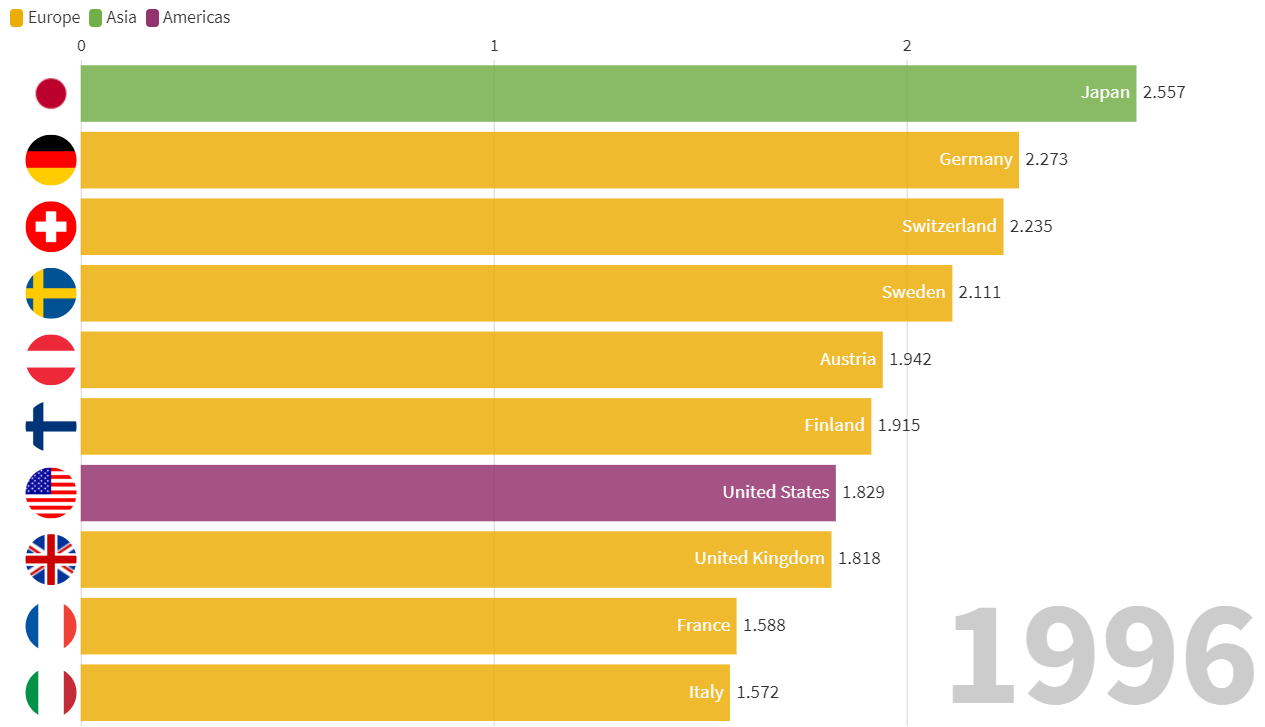 Europe Asia Americas
0 1 2
Japan 2.557
Germany 2.273
Switzerland 2.235
Sweden 2.111
Austria 1.942
Finland 1.915
United States 1.829
United Kingdom 1.818
France 1.588
Italy 1.572
1996